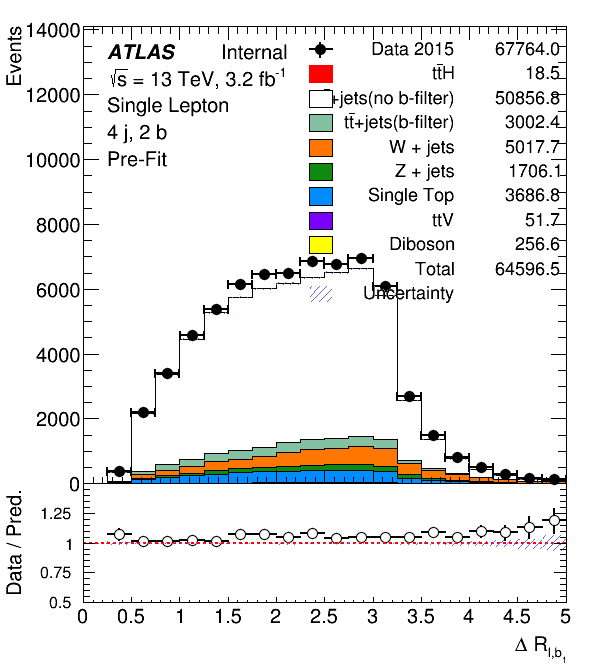 Events
14000
12000
10000
8000
6000
4000
2000
0
ATLAS Internal
√s = 13 TeV, 3.2 fb-1
Single Lepton
4 j, 2 b
Pre-Fit
Data 2015 67764.0
tt̄H 18.5
+jets(no b-filter) 50856.8
tt̄+jets(b-filter) 3002.4
W + jets 5017.7
Z + jets 1706.1
Single Top 3686.8
ttV 51.7
Diboson 256.6
Total 64596.5
Uncertainty
Data / Pred.
1.25
1
0.75
0.5
0 0.5 1 1.5 2 2.5 3 3.5 4 4.5 5
Δ R l,b1